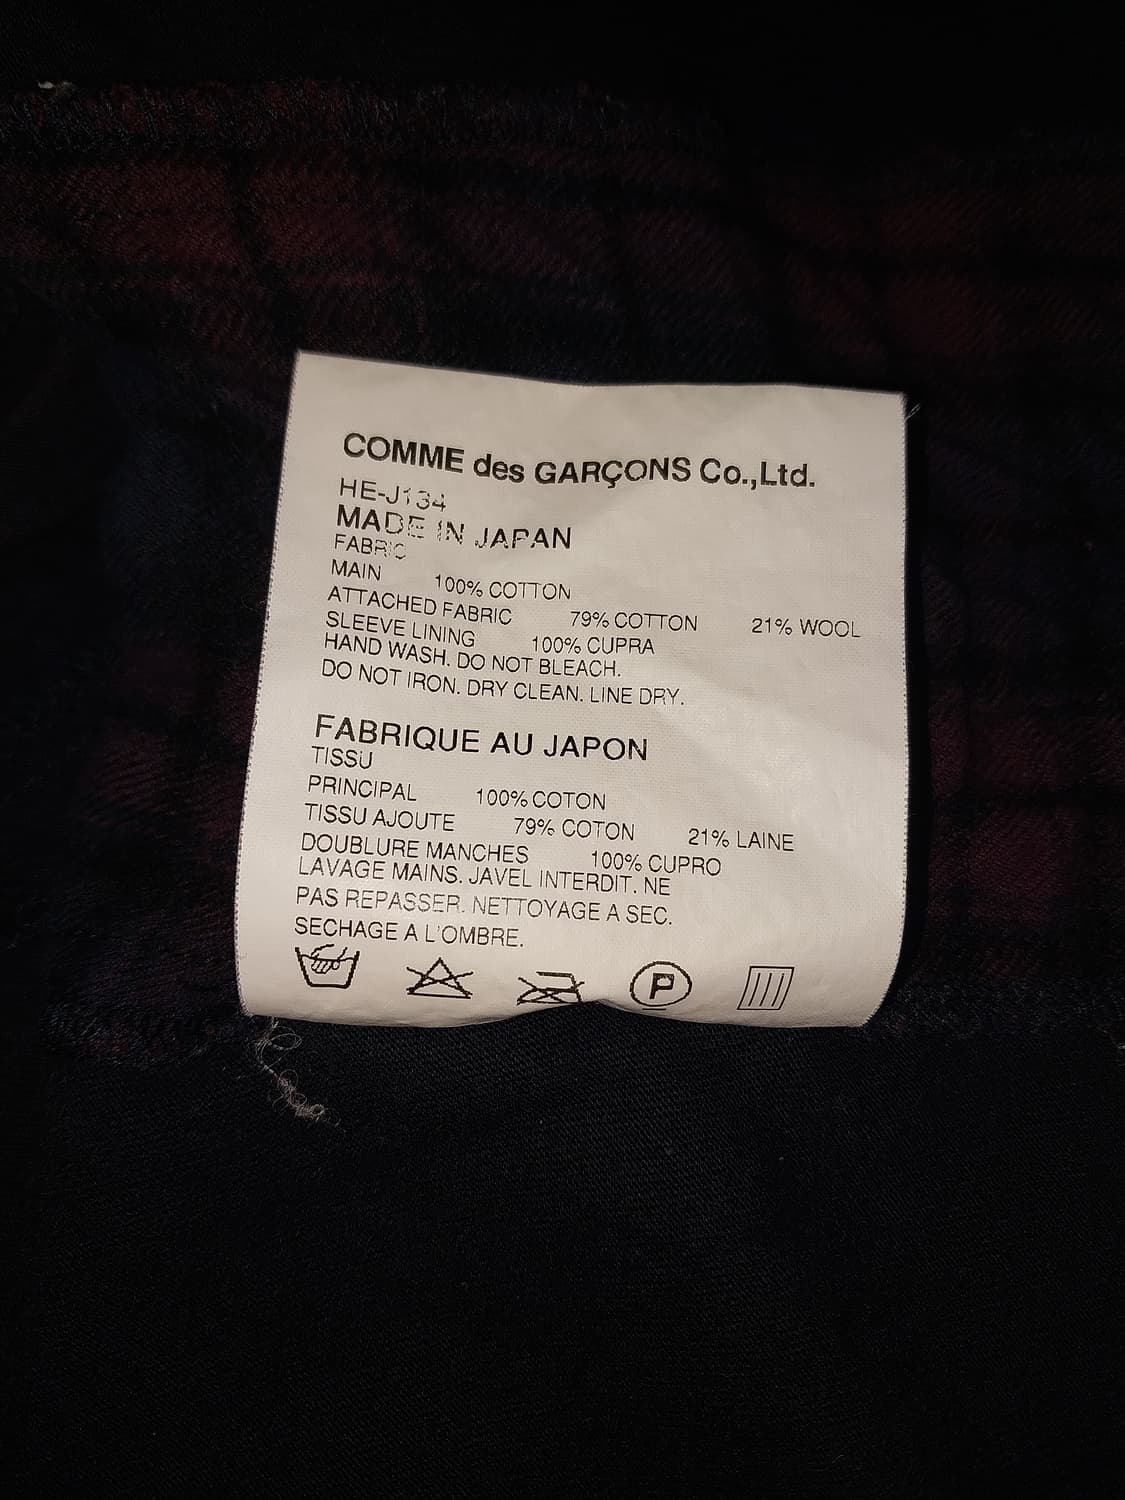 COMME des GARÇONS Co.,Ltd.
HE-J134
MADE IN JAPAN
FABRIC
MAIN 100% COTTON
ATTACHED FABRIC 79% COTTON 21% WOOL
SLEEVE LINING 100% CUPRA
HAND WASH. DO NOT BLEACH.
DO NOT IRON. DRY CLEAN. LINE DRY.
FABRIQUE AU JAPON
TISSU
PRINCIPAL 100% COTON
TISSU AJOUTE 79% COTON 21% LAINE
DOUBLURE MANCHES 100% CUPRO
LAVAGE MAINS. JAVEL INTERDIT. NE
PAS REPASSER. NETTOYAGE A SEC.
SECHAGE A L'OMBRE.
P